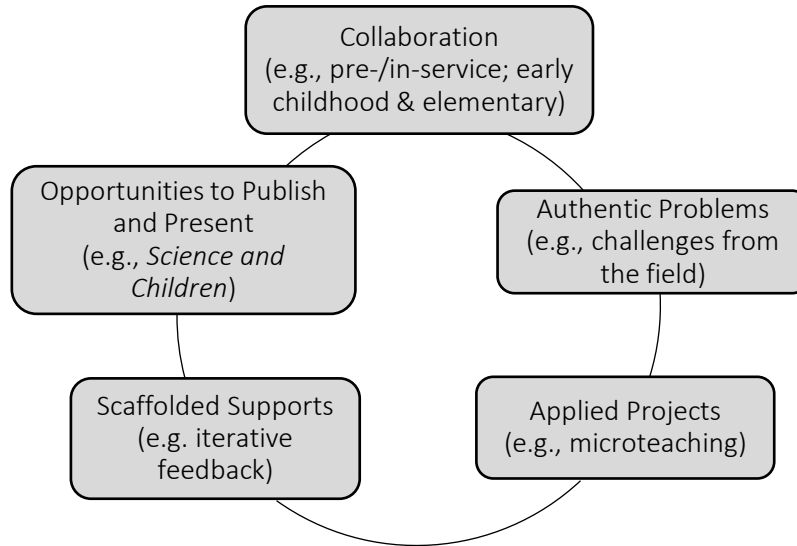 Collaboration
(e.g., pre-/in-service; early
childhood & elementary)
Opportunities to Publish
and Present
(e.g., Science and
Children)
Authentic Problems
(e.g., challenges from
the field)
Scaffolded Supports
(e.g. iterative
feedback)
Applied Projects
(e.g., microteaching)